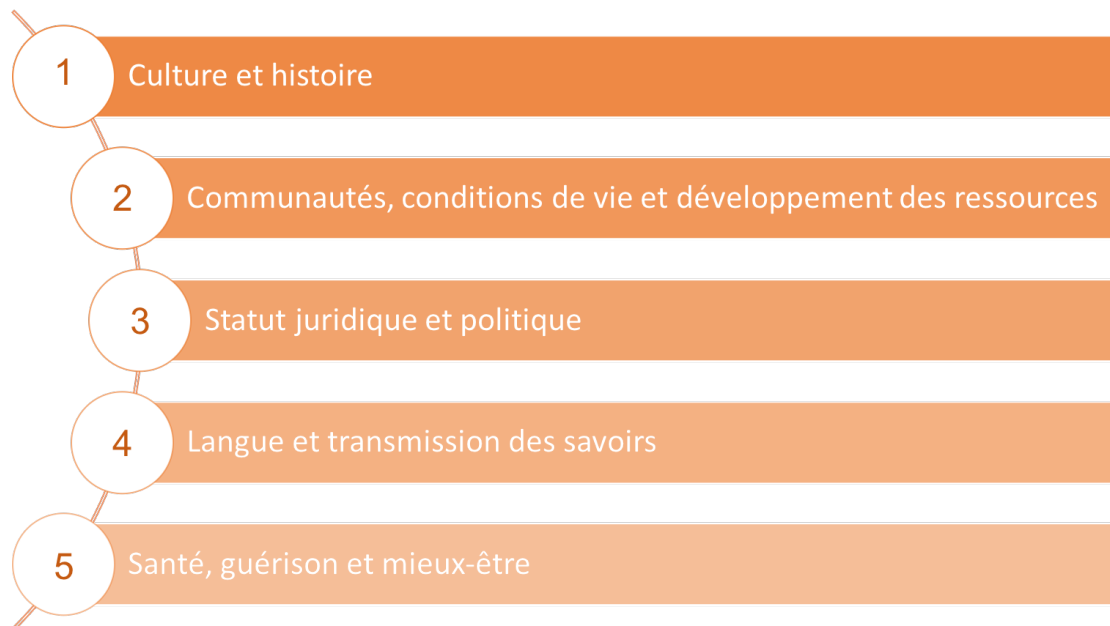 1 Culture et histoire
2 Communautés, conditions de vie et développement des ressources
3 Statut juridique et politique
4 Langue et transmission des savoirs
5 Santé, guérison et mieux-être